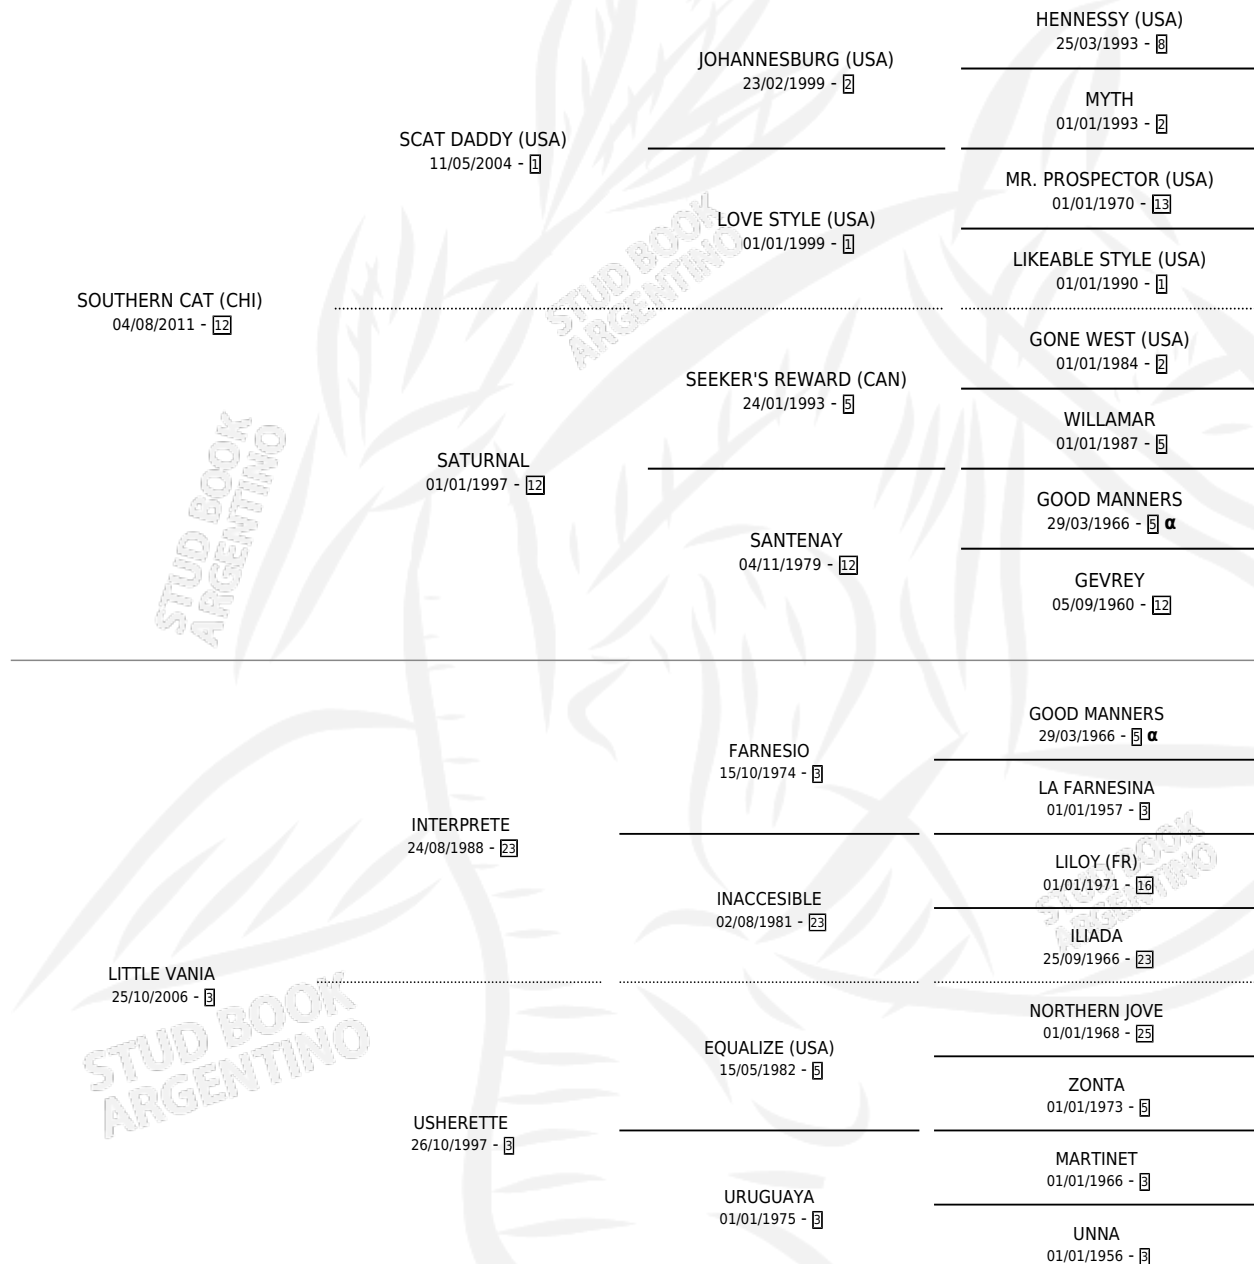 HENNESSY (USA)
25/03/1993 - 8
JOHANNESBURG (USA)
23/02/1999 - 2
MYTH
01/01/1993 - 2
SCAT DADDY (USA)
11/05/2004 - 1
MR. PROSPECTOR (USA)
01/01/1970 - 13
LOVE STYLE (USA)
01/01/1999 - 1
LIKEABLE STYLE (USA)
01/01/1990 - 1
SOUTHERN CAT (CHI)
04/08/2011 - 12
GONE WEST (USA)
01/01/1984 - 2
SEEKER'S REWARD (CAN)
24/01/1993 - 5
WILLAMAR
01/01/1987 - 5
SATURNAL
01/01/1997 - 12
GOOD MANNERS
29/03/1966 - 5 α
SANTENAY
04/11/1979 - 12
GEVREY
05/09/1960 - 12
STUD BOOK
ARGENTINO
STUD BOOK
ARGENTINO
GOOD MANNERS
29/03/1966 - 5 α
FARNESIO
15/10/1974 - 3
LA FARNESINA
01/01/1957 - 3
INTERPRETE
24/08/1988 - 23
LILOY (FR)
01/01/1971 - 16
INACCESIBLE
02/08/1981 - 23
ILIADA
25/09/1966 - 23
LITTLE VANIA
25/10/2006 - 3
NORTHERN JOVE
01/01/1968 - 25
EQUALIZE (USA)
15/05/1982 - 5
ZONTA
01/01/1973 - 5
USHERETTE
26/10/1997 - 3
MARTINET
01/01/1966 - 3
URUGUAYA
01/01/1975 - 3
UNNA
01/01/1956 - 3
STUD BOOK
ARGENTINO
STUD BOOK
ARGENTINO